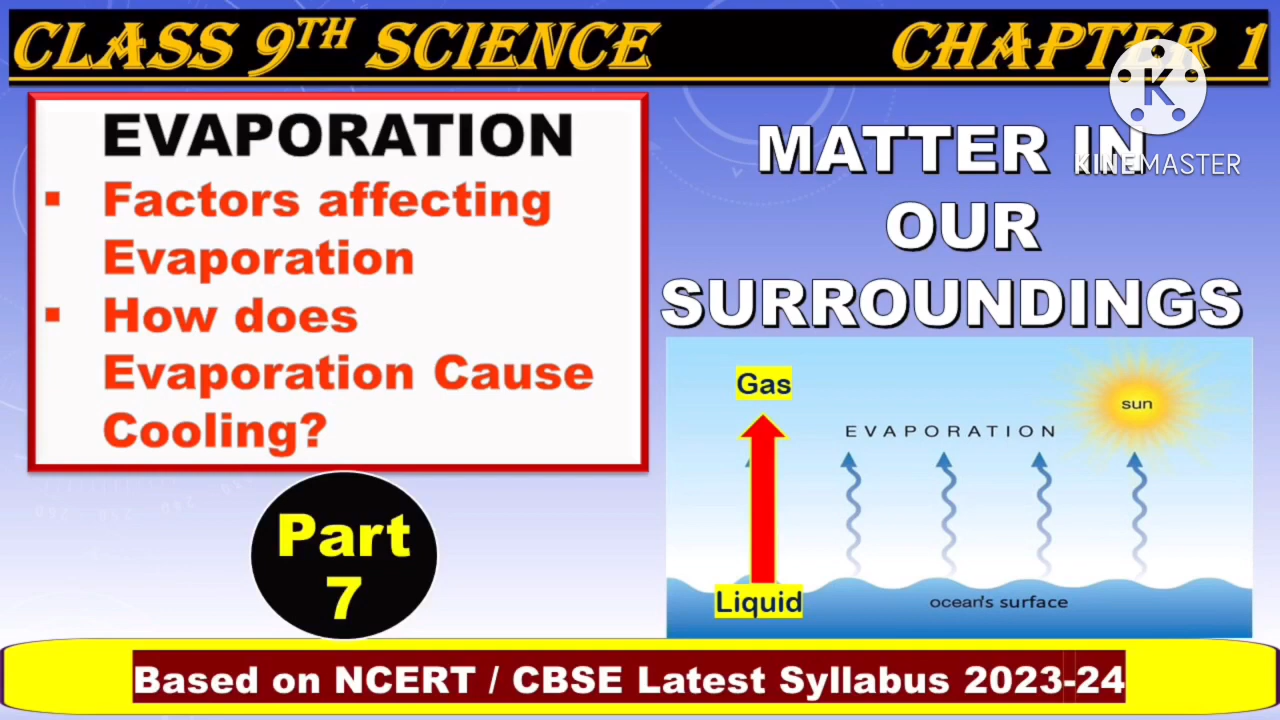 CLASS 9TH SCIENCE
CHAPTER 1
K
KINEMASTER
EVAPORATION
▪ Factors affecting
Evaporation
▪ How does
Evaporation Cause
Cooling?
MATTER IN
OUR
SURROUNDINGS
Gas
sun
EVAPORATION
Liquid
ocean's surface
Part
7
Based on NCERT / CBSE Latest Syllabus 2023-24